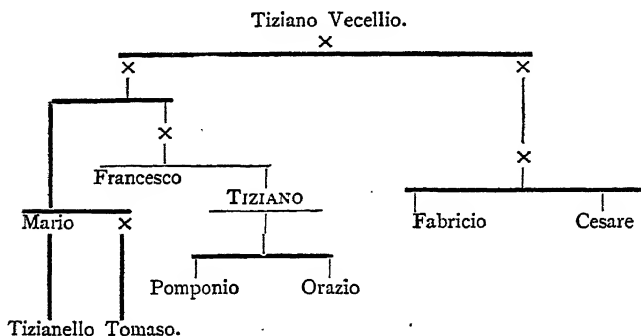 Tiziano Vecellio.
×
× ×
× ×
Francesco
TIZIANO
Mario × Fabricio Cesare
Pomponio Orazio
Tizianello Tomaso.